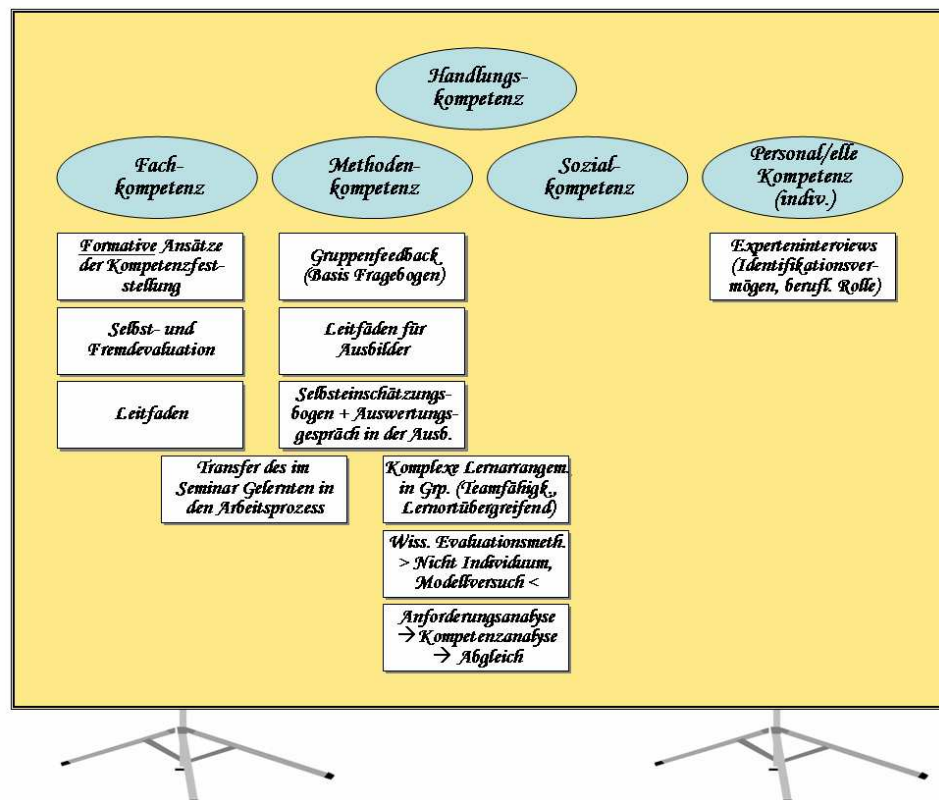 Handlungs-
kompetenz
Fach-
kompetenz
Methoden-
kompetenz
Sozial-
kompetenz
Personal/elle
Kompetenz
(indiv.)
Formative Ansätze
der Kompetenzfest-
stellung
Selbst- und
Fremdevaluation
Leitfaden
Gruppenfeedback
(Basis Fragebogen)
Leitfäden für
Ausbilder
Selbsteinschätzungs-
bogen + Auswertungs-
gespräch in der Ausb.
Experteninterviews
(Identifikationsver-
mögen, berufl. Rolle)
Transfer des im
Seminar Gelernten in
den Arbeitsprozess
Komplexe Lernarrangem.
in Grp. (Teamfähigk.,
Lernortübergreifend)
Wiss. Evaluationsmeth.
> Nicht Individuum,
Modellversuch <
Anforderungsanalyse
→ Kompetenzanalyse
→ Abgleich